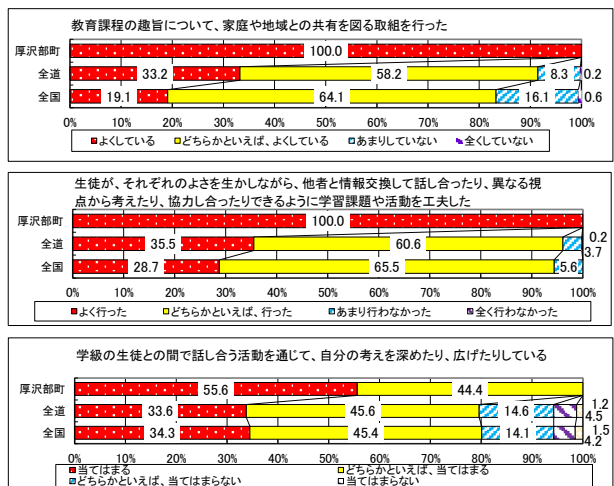 教育課程の趣旨について、家庭や地域との共有を図る取組を行った
厚沢部町 100.0
全道 33.2 58.2 8.3 0.2
全国 19.1 64.1 16.1 0.6
0% 10% 20% 30% 40% 50% 60% 70% 80% 90% 100%
よくしている どちらかといえば、よくしている あまりしていない 全くしていない
生徒が、それぞれのよさを生かしながら、他者と情報交換して話し合ったり、異なる視
点から考えたり、協力し合ったりできるように学習課題や活動を工夫した
厚沢部町 100.0
全道 35.5 60.6 3.7 0.2
全国 28.7 65.5 5.6
0% 10% 20% 30% 40% 50% 60% 70% 80% 90% 100%
よく行った どちらかといえば、行った あまり行わなかった 全く行わなかった
学級の生徒との間で話し合う活動を通じて、自分の考えを深めたり、広げたりしている
厚沢部町 55.6 44.4
全道 33.6 45.6 14.6 4.5 1.2
全国 34.3 45.4 14.1 4.2 1.5
0% 10% 20% 30% 40% 50% 60% 70% 80% 90% 100%
当てはまる どちらかといえば、当てはまる
どちらかといえば、当てはまらない 当てはまらない